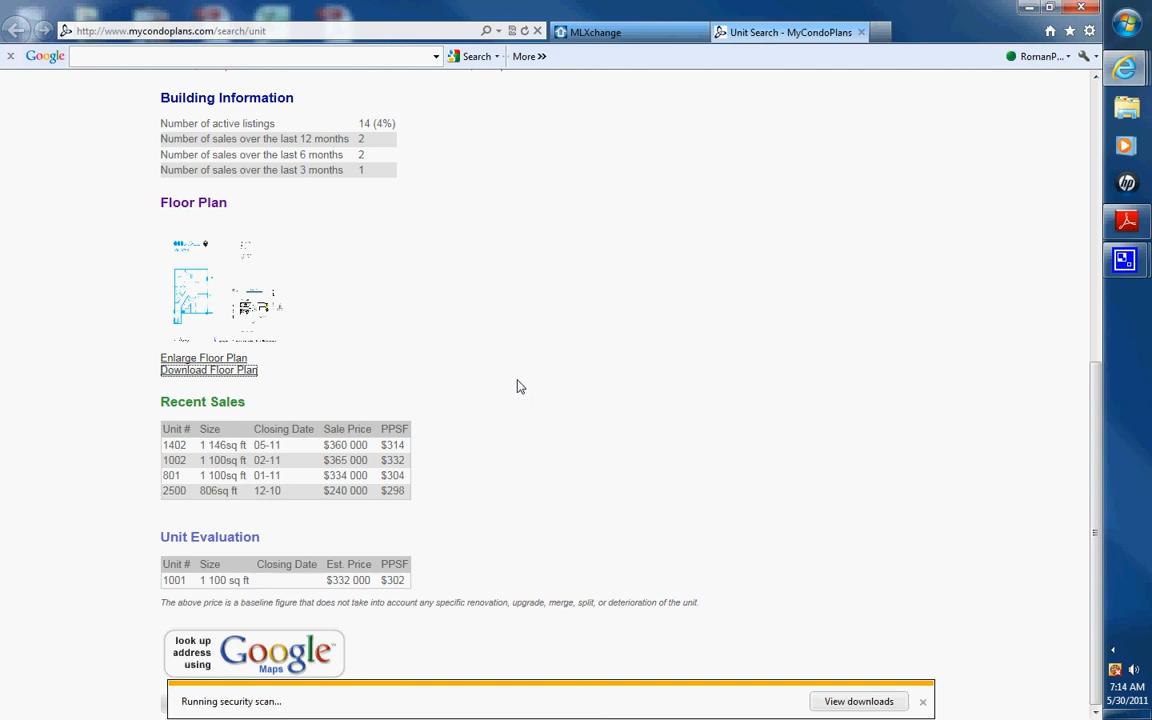 http://www.mycondoplans.com/search/unit
MLXchange
Unit Search - MyCondoPlans
x Google
Search
More »
RomanP...
Building Information
Number of active listings 14 (4%)
Number of sales over the last 12 months 2
Number of sales over the last 6 months 2
Number of sales over the last 3 months 1
Floor Plan
Enlarge Floor Plan
Download Floor Plan
Recent Sales
Unit # Size Closing Date Sale Price PPSF
1402 1 146sq ft 05-11 $360 000 $314
1002 1 100sq ft 02-11 $365 000 $332
801 1 100sq ft 01-11 $334 000 $304
2500 806sq ft 12-10 $240 000 $298
Unit Evaluation
Unit # Size Closing Date Est. Price PPSF
1001 1 100 sq ft $332 000 $302
The above price is a baseline figure that does not take into account any specific renovation, upgrade, merge, split, or deterioration of the unit.
look up
address
using
Google
Maps
Running security scan...
View downloads
hp
7:14 AM
5/30/2011